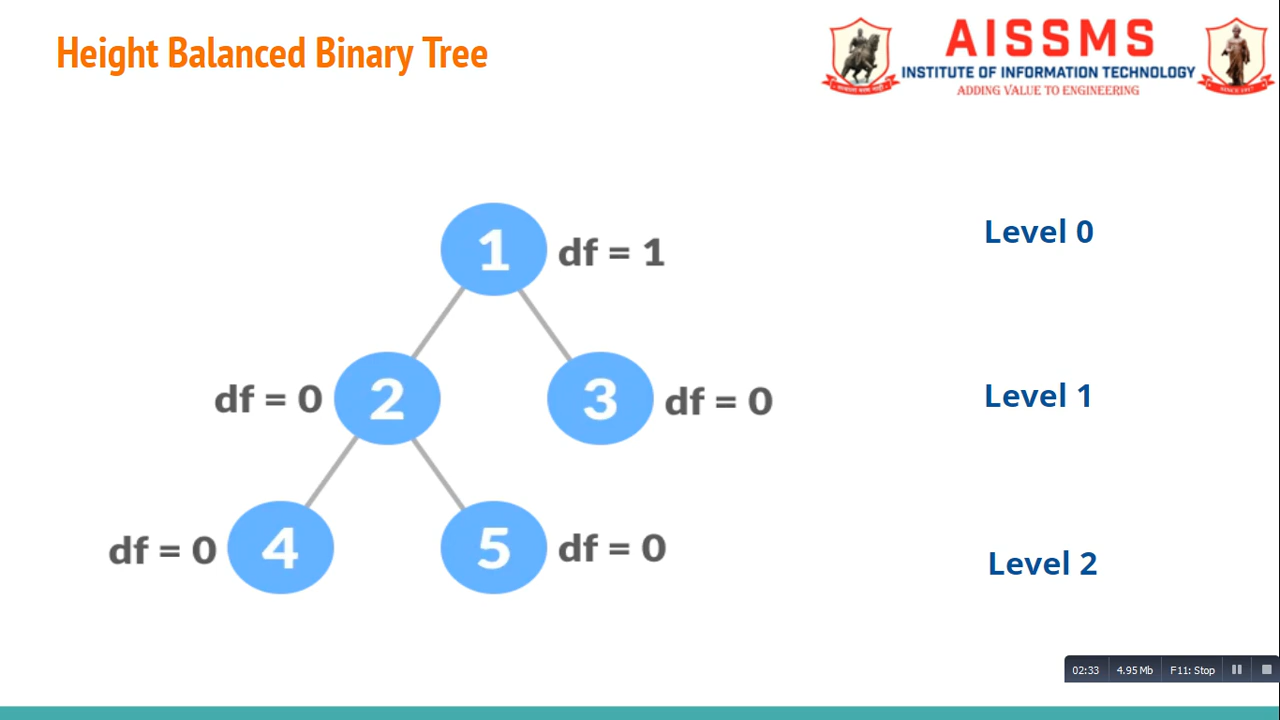 Height Balanced Binary Tree
AISSMS
INSTITUTE OF INFORMATION TECHNOLOGY
ADDING VALUE TO ENGINEERING
SINCE 1917
1 df = 1
Level 0
df = 0 2
3 df = 0
Level 1
df = 0 4
5 df = 0
Level 2
02:33 4.95 Mb F11: Stop